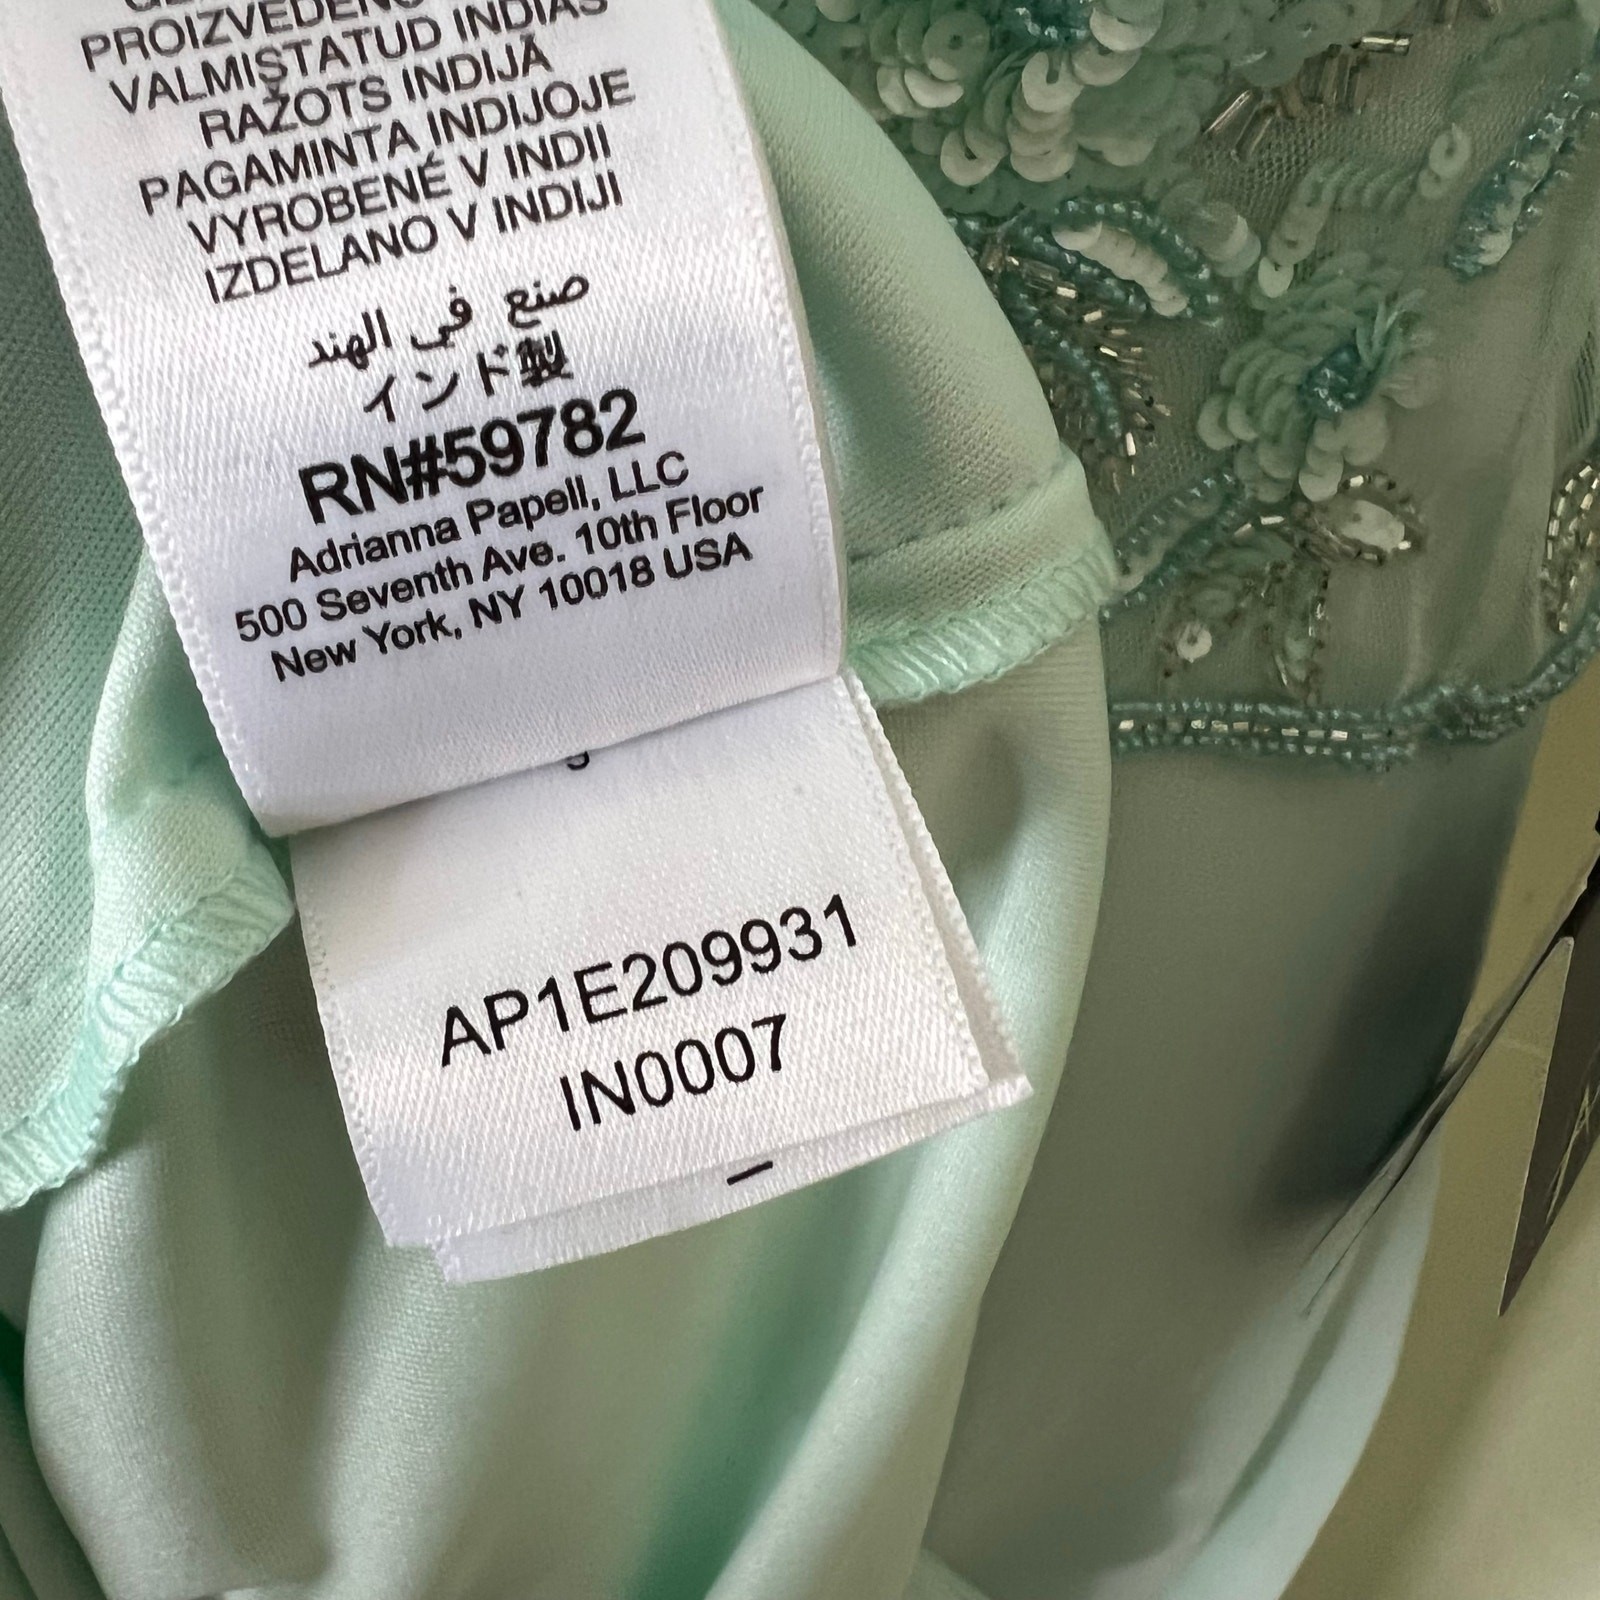 PROIZVEDENO
VALMISTATUD INDIAS
RAŽOTS INDIJĀ
PAGAMINTA INDIJOJE
VYROBENÉ V INDII
IZDELANO V INDIJI
صنع في الهند
インド製
RN#59782
Adrianna Papell, LLC
500 Seventh Ave. 10th Floor
New York, NY 10018 USA
AP1E209931
IN0007